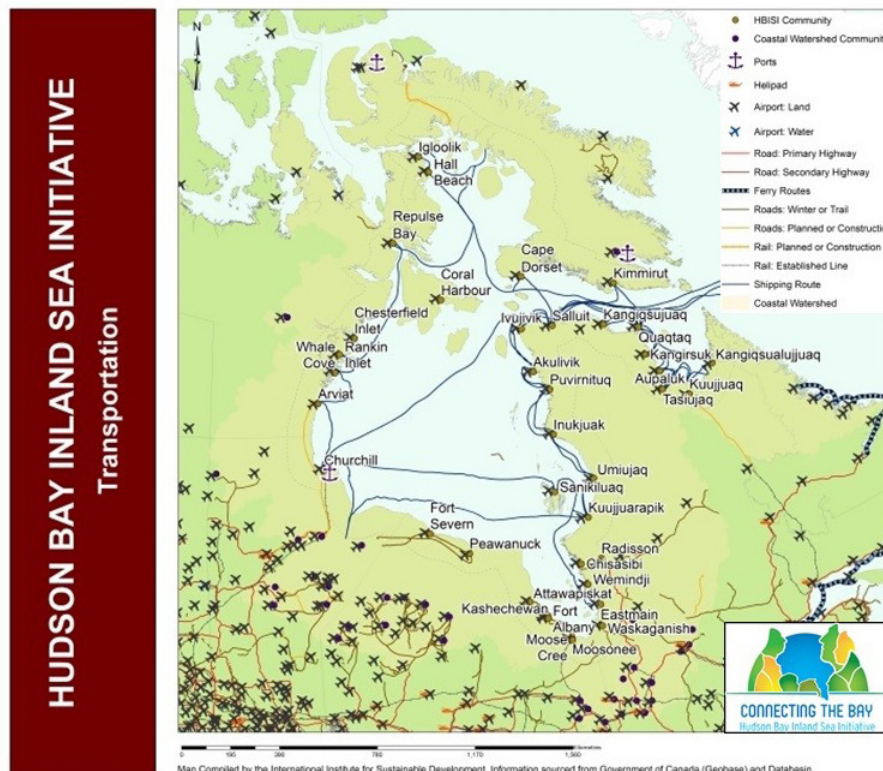 HUDSON BAY INLAND SEA INITIATIVE
Transportation
N
HBISI Community
Coastal Watershed Communit
Ports
Helipad
Airport: Land
Airport: Water
Road: Primary Highway
Road: Secondary Highway
Ferry Routes
Roads: Winter or Trail
Roads: Planned or Constructio
Rail: Planned or Construction
Rail: Established Line
Shipping Route
Coastal Watershed
Igloolik
Hall
Beach
Repulse
Bay
Cape
Dorset
Kimmirut
Coral
Harbour
Chesterfield
Inlet
Ivujivik
Salluit
Kangiqsujuaq
Quaqtaq
Whale
Cove
Rankin
Inlet
Akulivik
Kangirsuk
Kangiqsualujjuaq
Puvirnituq
Aupaluk
Kuujjuaq
Tasiujaq
Arviat
Inukjuak
Churchill
Umiujaq
Sanikiluaq
Fort
Severn
Kuujjuarapik
Peawanuck
Radisson
Chisasibi
Wemindji
Attawapiskat
Kashechewan
Fort
Albany
Eastmain
Waskaganish
Moose
Cree
Moosonee
CONNECTING THE BAY
Hudson Bay Inland Sea Initiative
0 195 390 780 1,170 1,560
Map Compiled by the International Institute for Sustainable Development. Information sourced from Government of Canada (Geobase) and Databasin